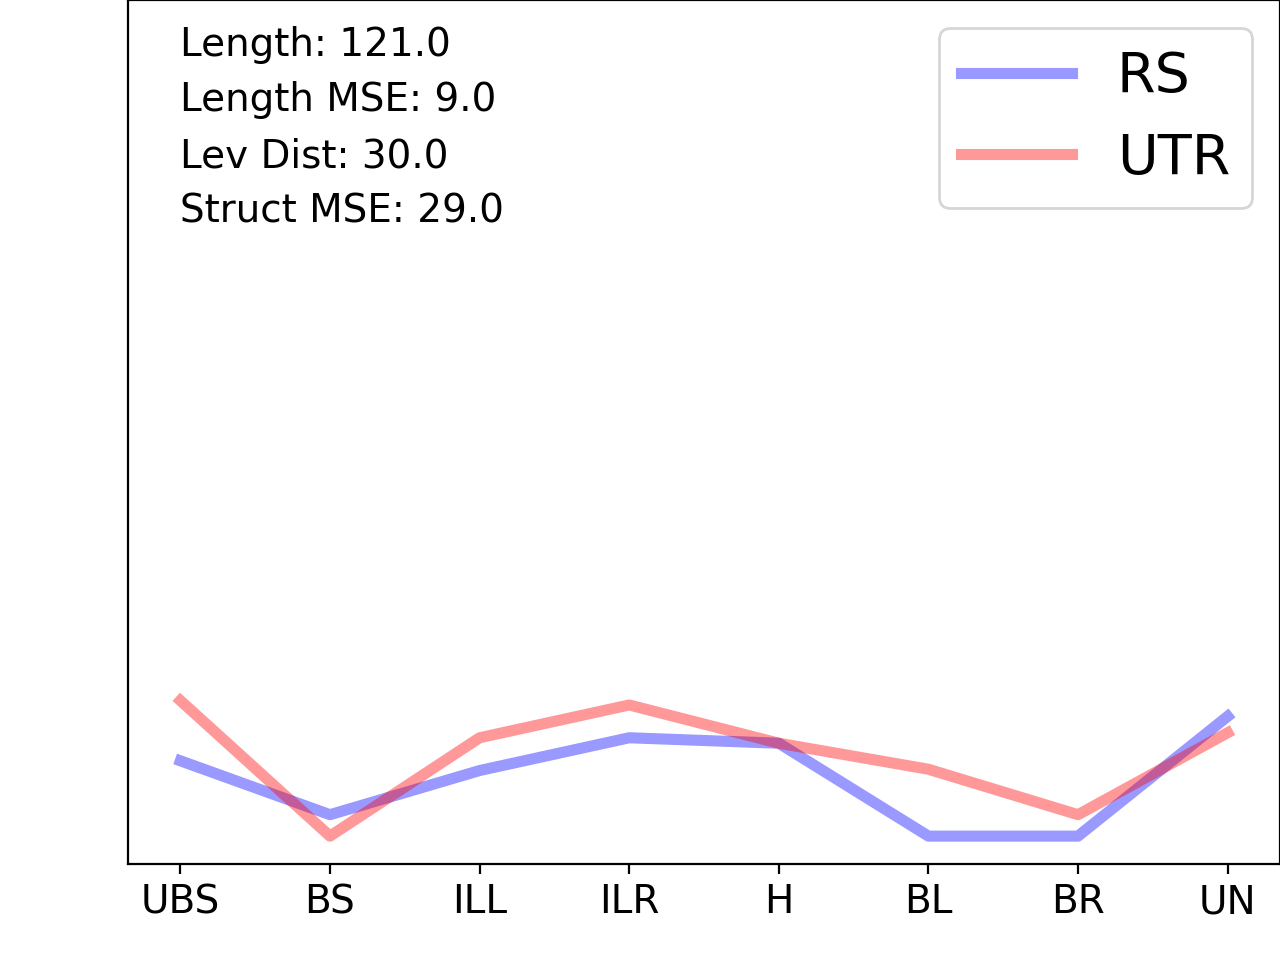 Length: 121.0
Length MSE: 9.0
Lev Dist: 30.0
Struct MSE: 29.0
RS
UTR
UBS BS ILL ILR H BL BR UN